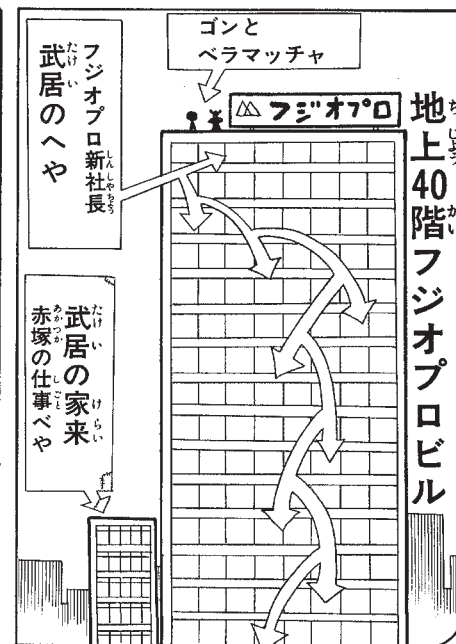 地上40階フジオプロビル
ゴンと
ベラマッチャ
フジオプロ
フジオプロ新社長
武居のへや
武居の家来
赤塚の仕事べや